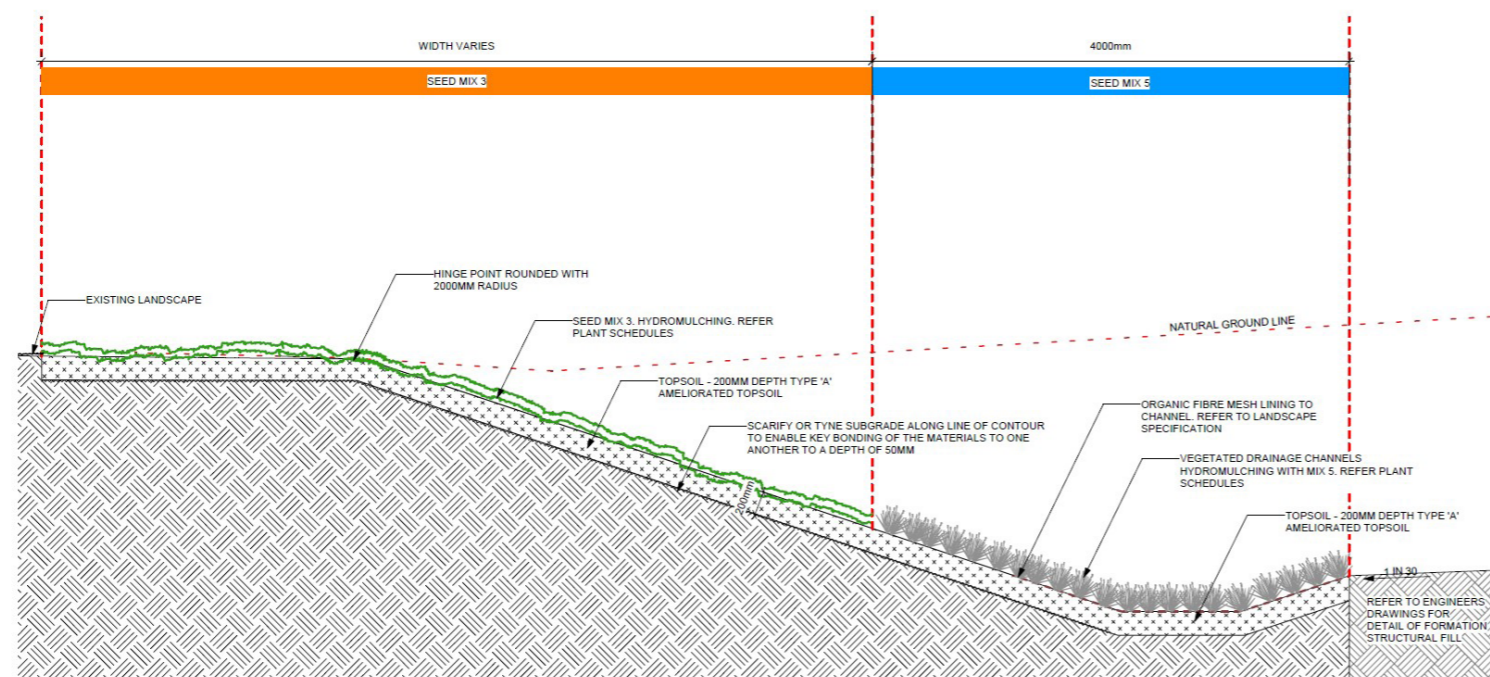 WIDTH VARIES
4000mm
SEED MIX 3
SEED MIX 5
HINGE POINT ROUNDED WITH
2000MM RADIUS
EXISTING LANDSCAPE
SEED MIX 3. HYDROMULCHING. REFER
PLANT SCHEDULES
NATURAL GROUND LINE
TOPSOIL - 200MM DEPTH TYPE 'A'
AMELIORATED TOPSOIL
SCARIFY OR TYNE SUBGRADE ALONG LINE OF CONTOUR
TO ENABLE KEY BONDING OF THE MATERIALS TO ONE
ANOTHER TO A DEPTH OF 50MM
200mm
ORGANIC FIBRE MESH LINING TO
CHANNEL. REFER TO LANDSCAPE
SPECIFICATION
VEGETATED DRAINAGE CHANNELS
HYDROMULCHING WITH MIX 5. REFER PLANT
SCHEDULES
TOPSOIL - 200MM DEPTH TYPE 'A'
AMELIORATED TOPSOIL
1 IN 30
REFER TO ENGINEERS
DRAWINGS FOR
DETAIL OF FORMATION
STRUCTURAL FILL